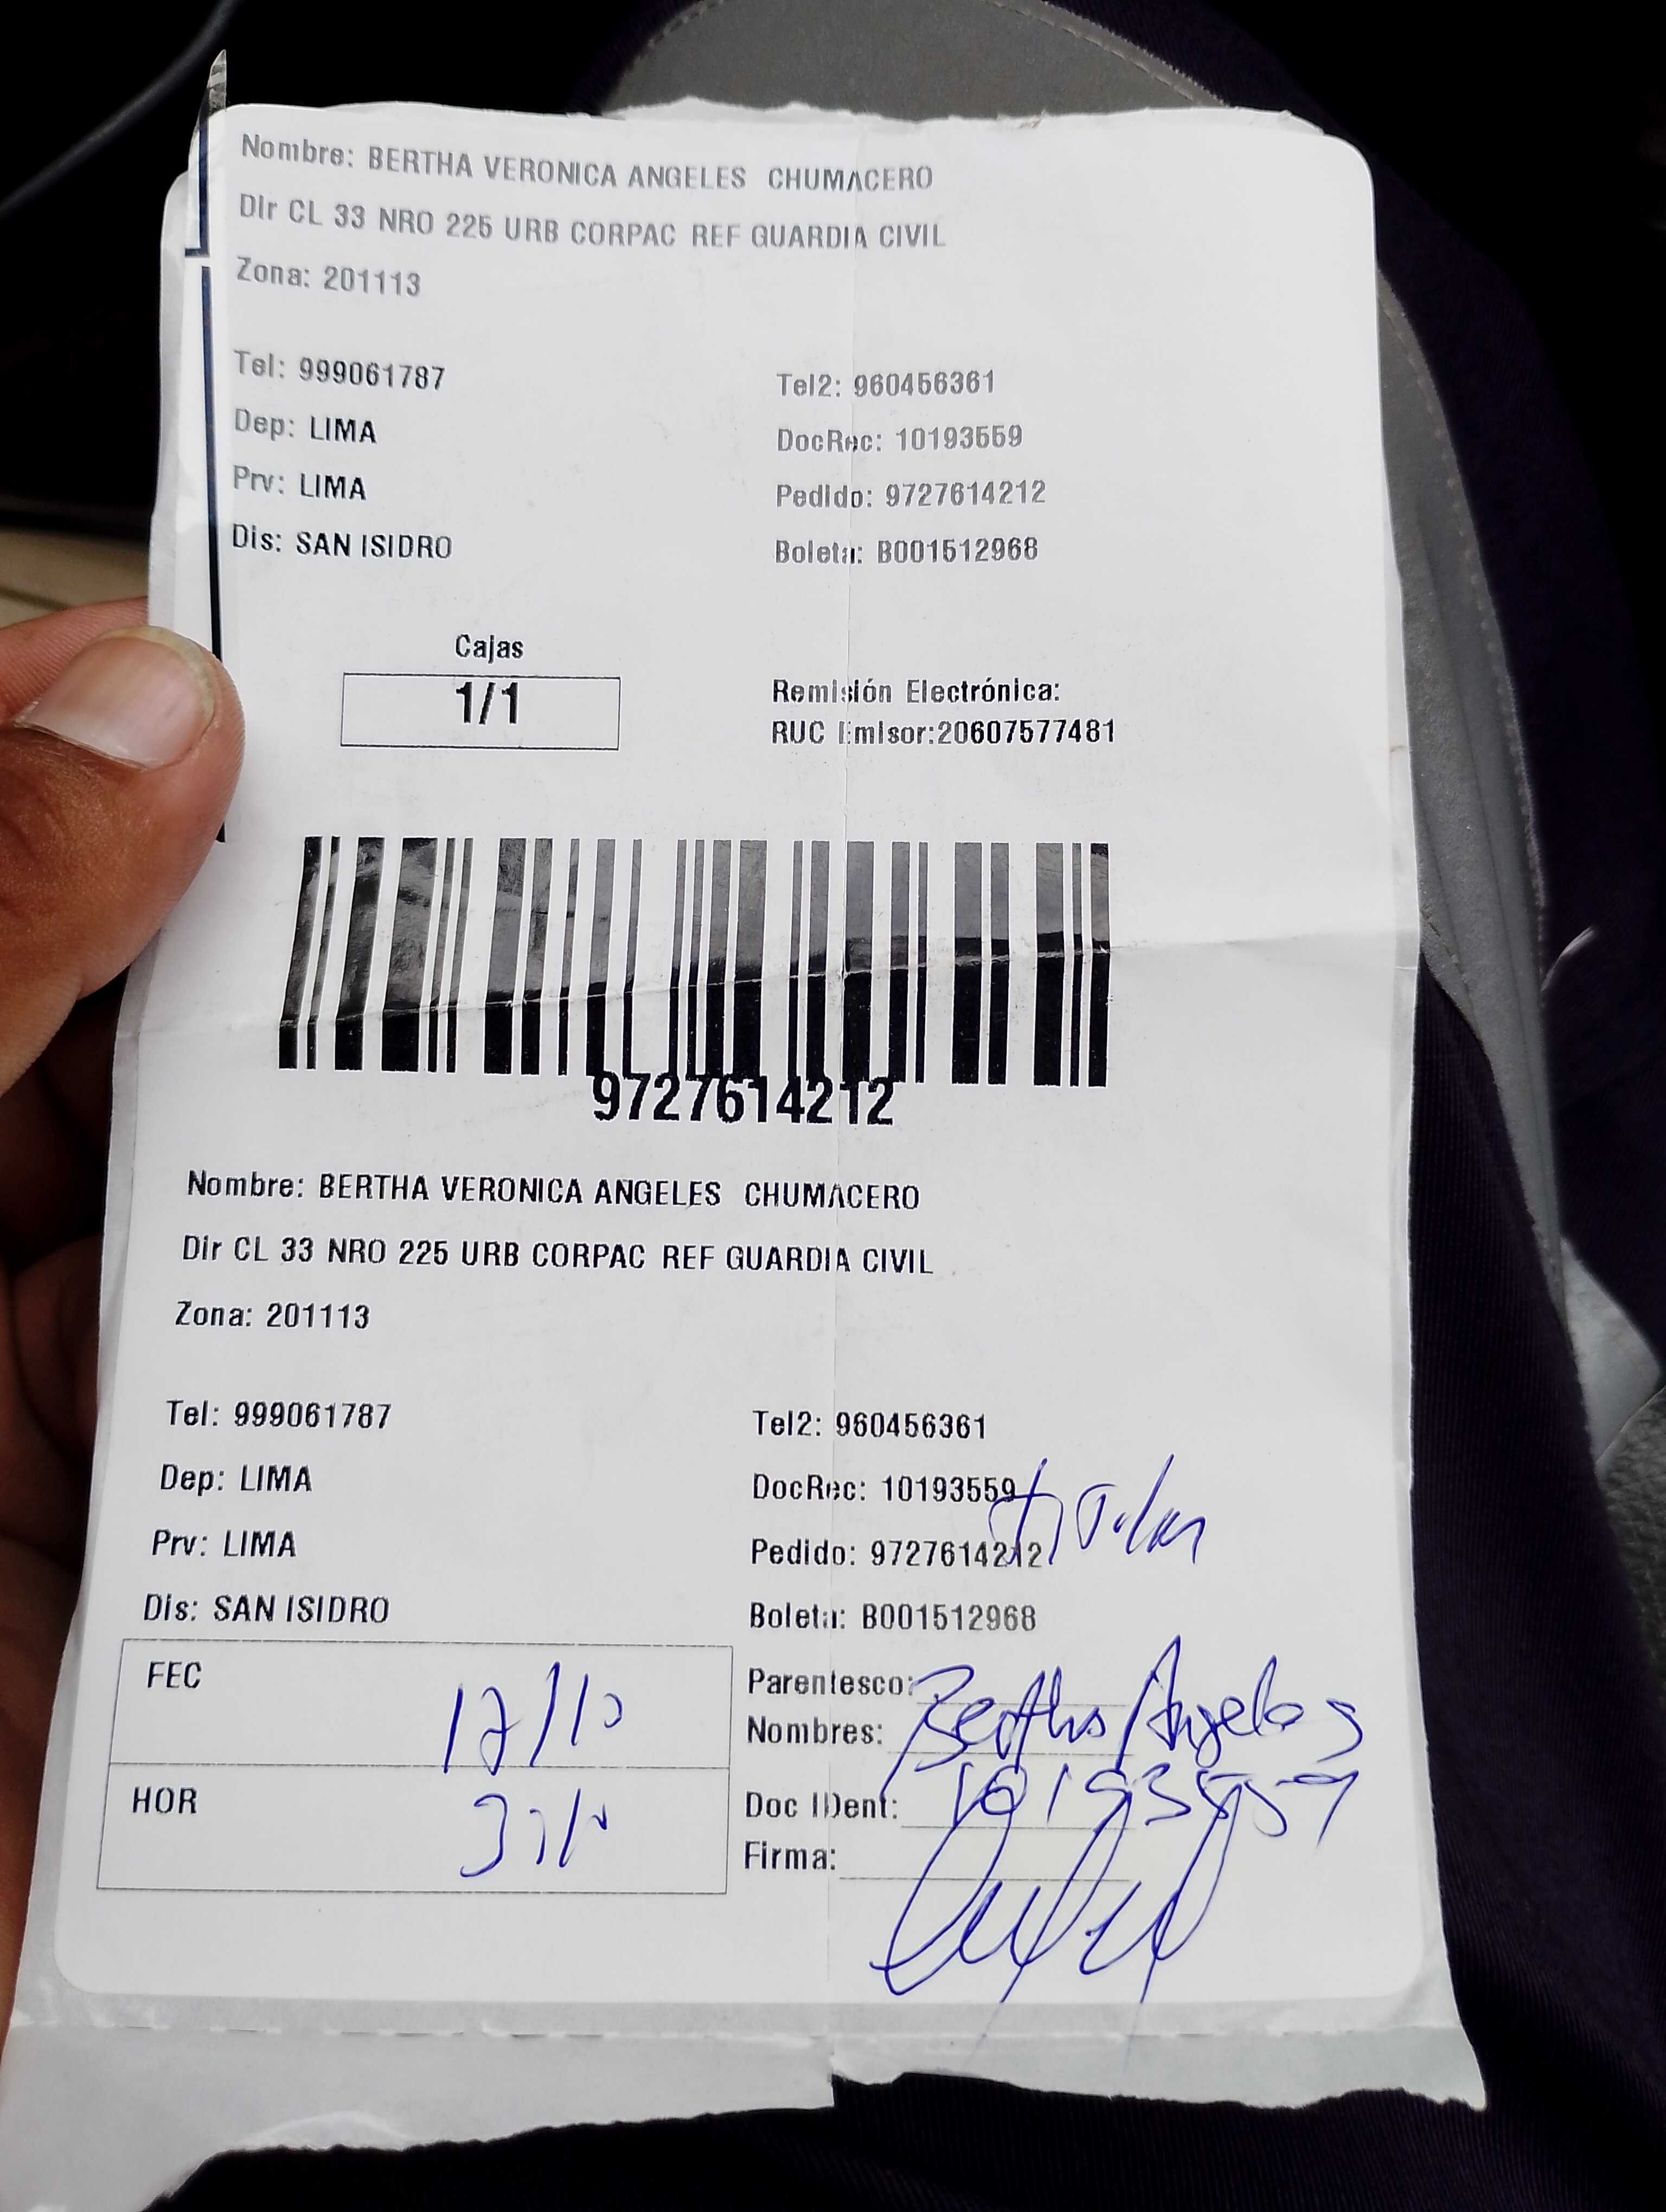 Nombre: BERTHA VERONICA ANGELES CHUMACERO
Dir CL 33 NRO 225 URB CORPAC REF GUARDIA CIVIL
Zona: 201113
Tel: 999061787 Tel2: 960456361
Dep: LIMA DocRec: 10193559
Prv: LIMA Pedido: 9727614212
Dis: SAN ISIDRO Boleta: B001512968
Cajas
1/1
Remisión Electrónica:
RUC Emisor:20607577481
9727614212
Nombre: BERTHA VERONICA ANGELES CHUMACERO
Dir CL 33 NRO 225 URB CORPAC REF GUARDIA CIVIL
Zona: 201113
Tel: 999061787 Tel2: 960456361
Dep: LIMA DocRec: 10193559
Titular
Prv: LIMA Pedido: 9727614212
Dis: SAN ISIDRO Boleta: B001512968
FEC 17/10 Parentesco:
Nombres: Bertha Angeles
HOR Doc IDent: 10193559
Firma: